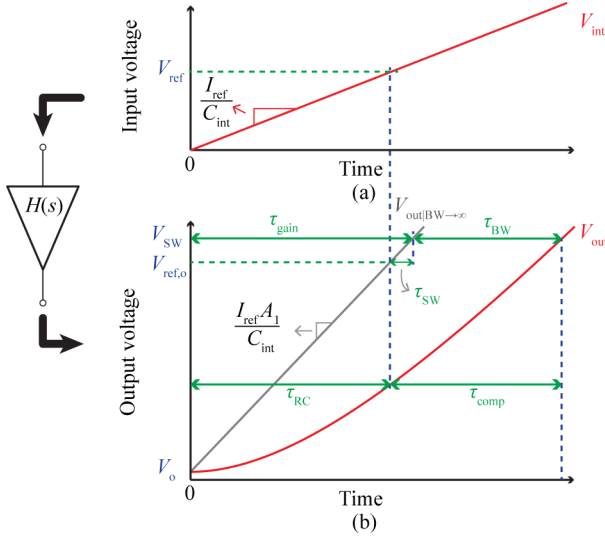 V_int
V_ref
I_ref
C_int
Input voltage
0
Time
(a)
H(s)
V_out|BW→∞
τ_gain
τ_BW
V_SW
V_out
V_ref,o
τ_SW
I_ref A_1
C_int
Output voltage
τ_RC
τ_comp
V_o
0
Time
(b)